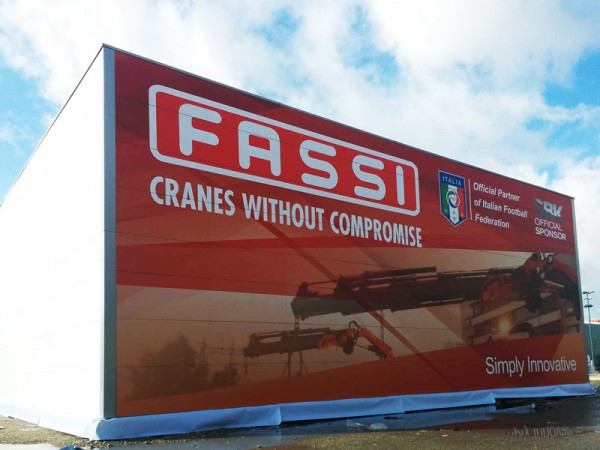 FASSI
CRANES WITHOUT COMPROMISE
ITALIA
Official Partner
of Italian Football
Federation
OFFICIAL
SPONSOR
Simply Innovative